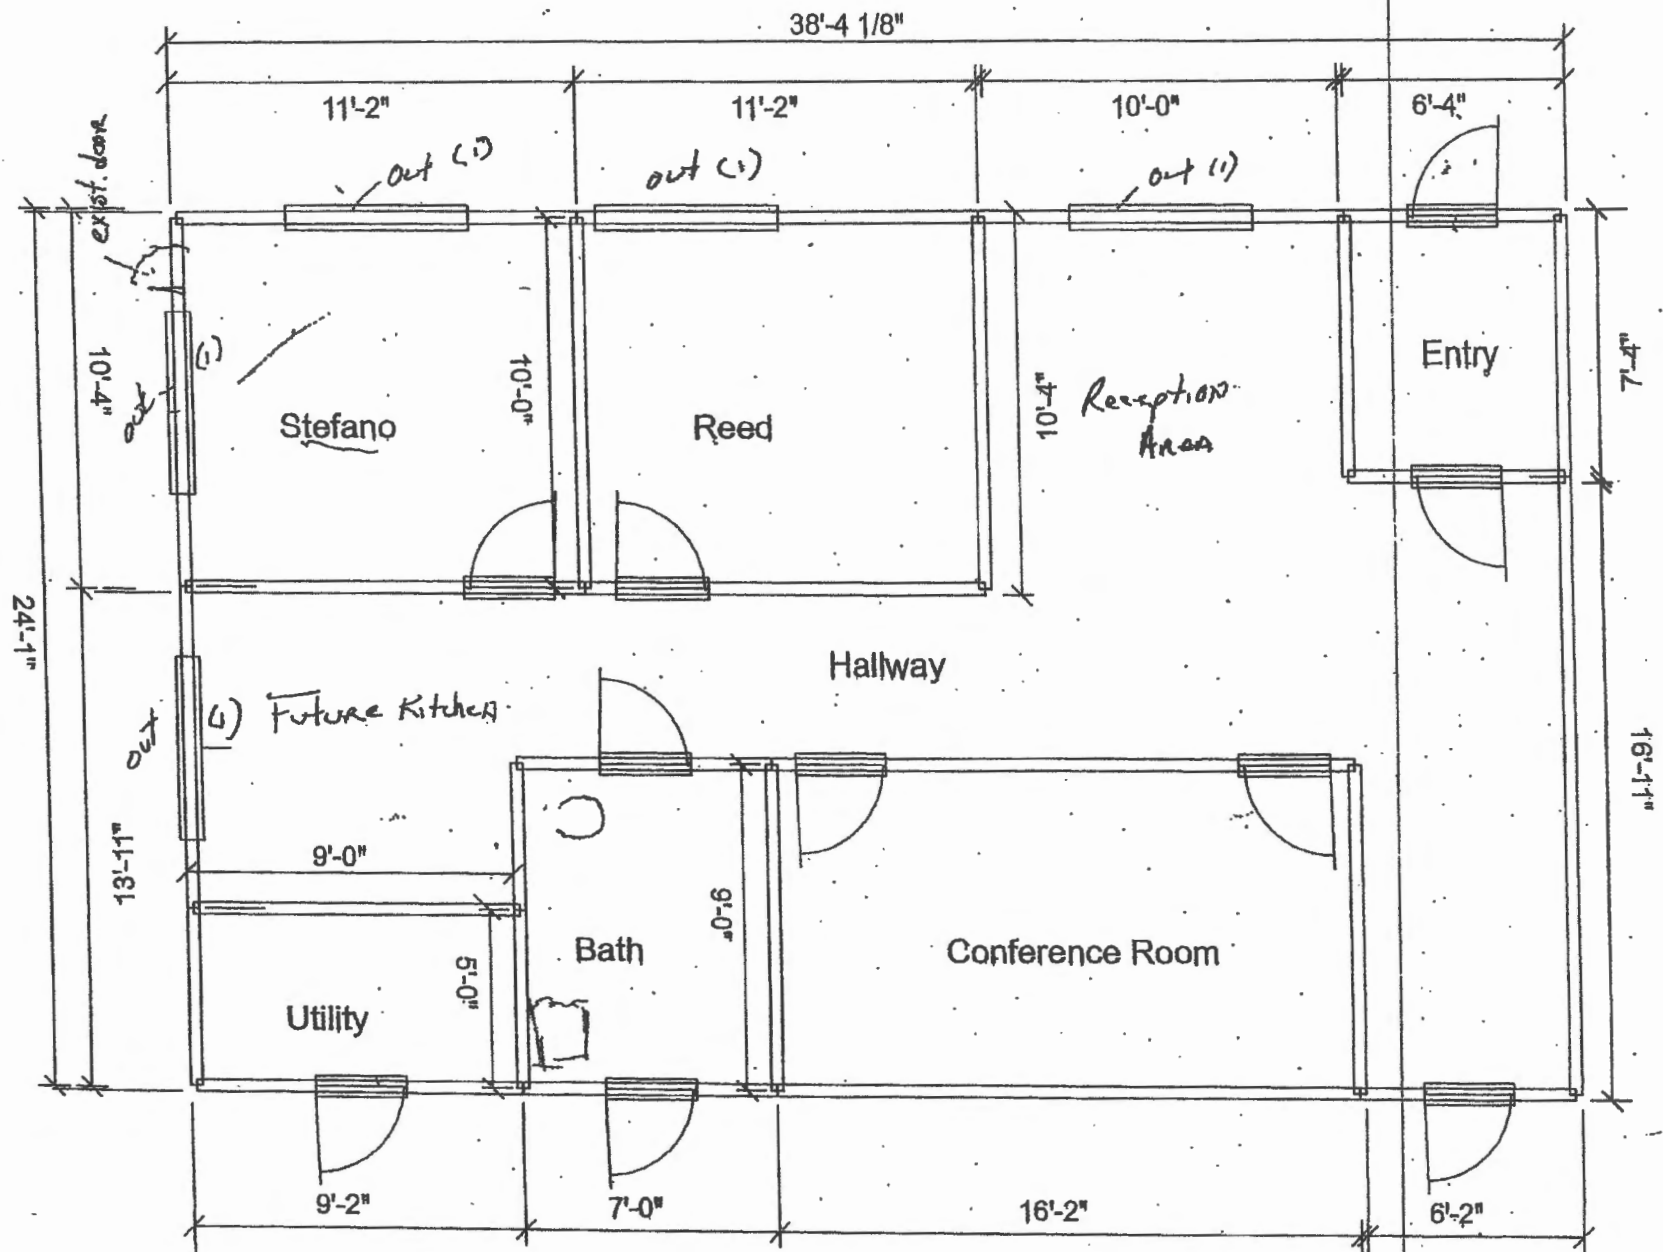 38'-4 1/8"
11'-2"
11'-2"
10'-0"
6'-4"
exist. door
out (1)
out (1)
out (1)
10'-4"
out
(1)
Stefano
10'-0"
Reed
10'-4"
Reception
Area
Entry
7'-4"
24'-1"
Hallway
out
(1)
Future Kitchen
16'-11"
13'-11"
9'-0"
9'-0"
Bath
Conference Room
5'-0"
Utility
9'-2"
7'-0"
16'-2"
6'-2"